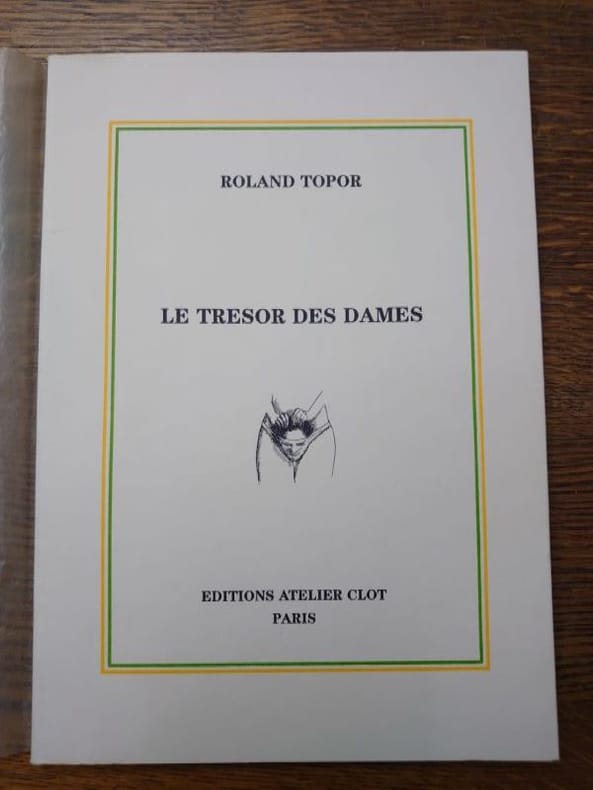 ROLAND TOPOR
LE TRESOR DES DAMES
EDITIONS ATELIER CLOT
PARIS